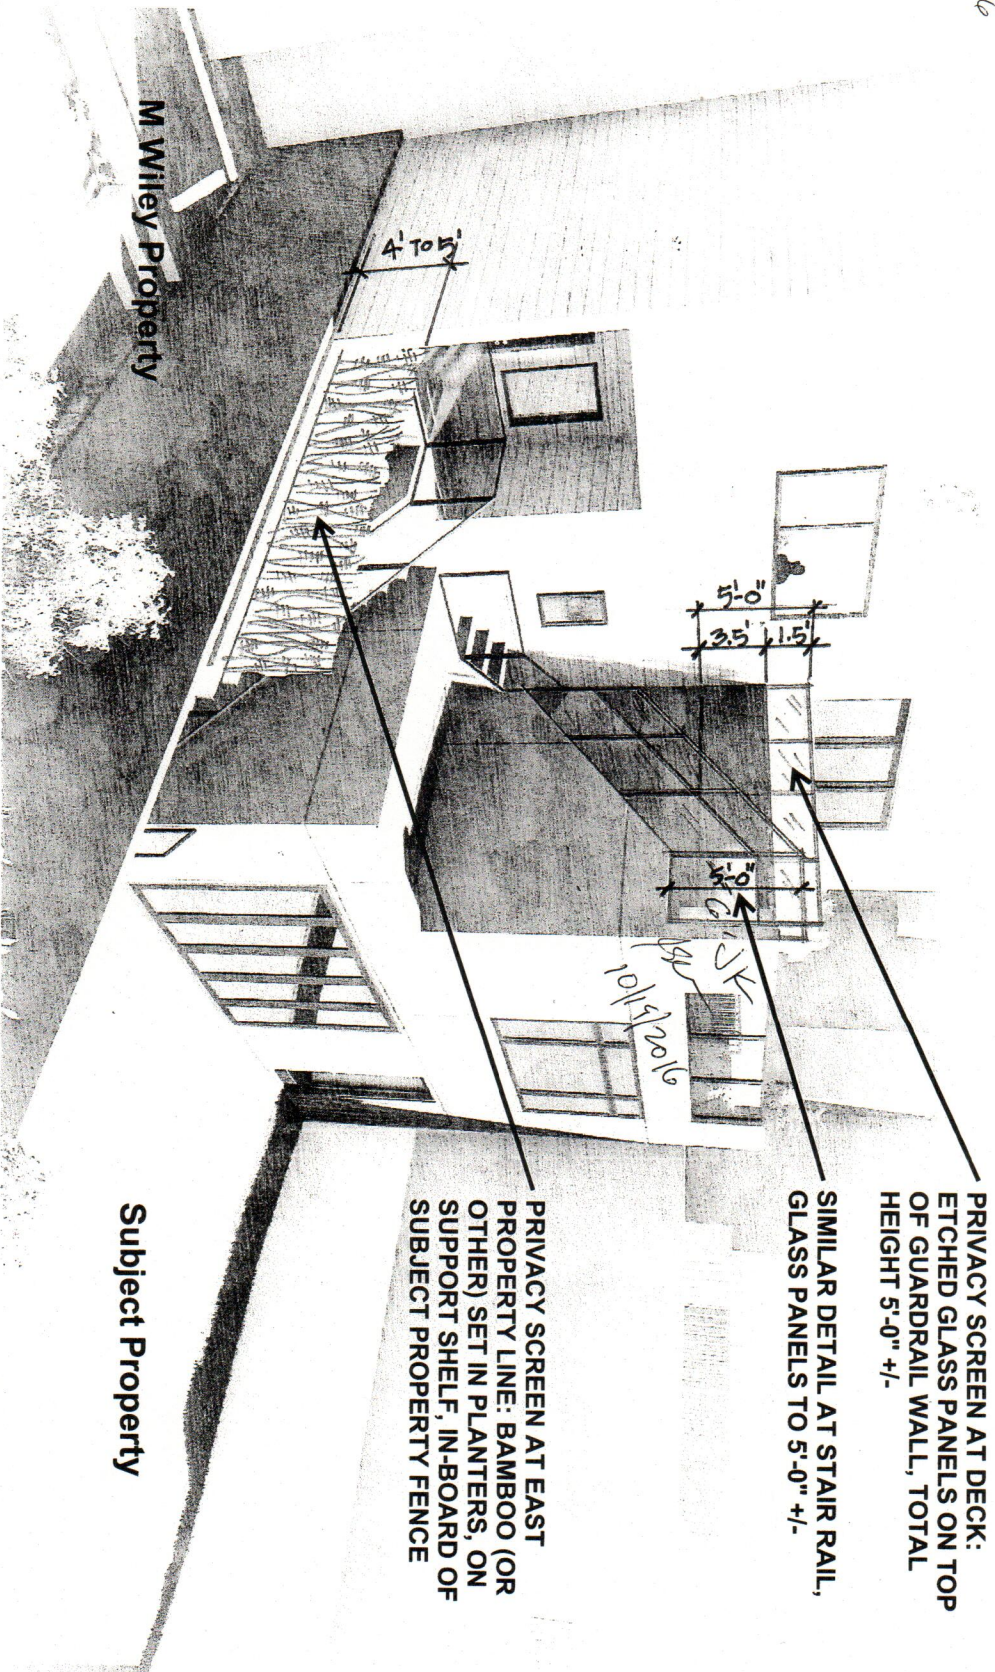 6
PRIVACY SCREEN AT DECK:
ETCHED GLASS PANELS ON TOP
OF GUARDRAIL WALL, TOTAL
HEIGHT 5'-0" +/-
SIMILAR DETAIL AT STAIR RAIL,
GLASS PANELS TO 5'-0" +/-
PRIVACY SCREEN AT EAST
PROPERTY LINE: BAMBOO (OR
OTHER) SET IN PLANTERS, ON
SUPPORT SHELF, IN-BOARD OF
SUBJECT PROPERTY FENCE
5'-0"
3.5' 1.5'
5'-0"
6' JK
10/19/2016
4' TO 5'
M Wiley Property
Subject Property